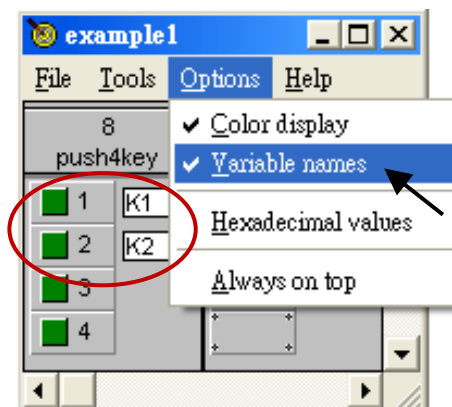 example1
File Tools Options Help
8
push4key
1 K1
2 K2
3
4
Color display
Variable names
Hexadecimal values
Always on top